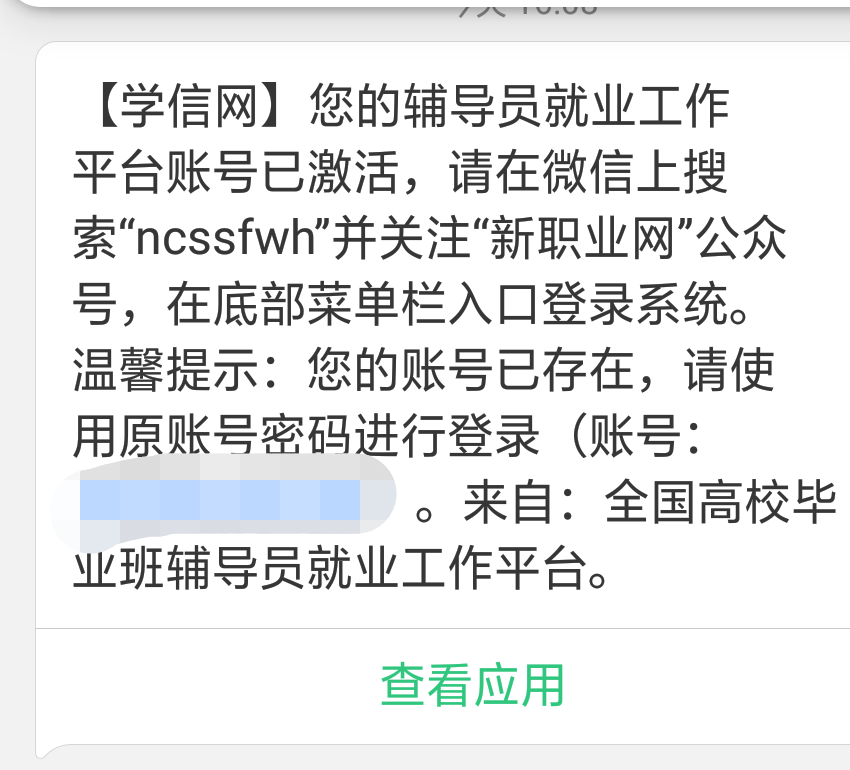 【学信网】您的辅导员就业工作
平台账号已激活，请在微信上搜
索“ncssfwh”并关注“新职业网”公众
号，在底部菜单栏入口登录系统。
温馨提示：您的账号已存在，请使
用原账号密码进行登录（账号：
。来自：全国高校毕
业班辅导员就业工作平台。
查看应用